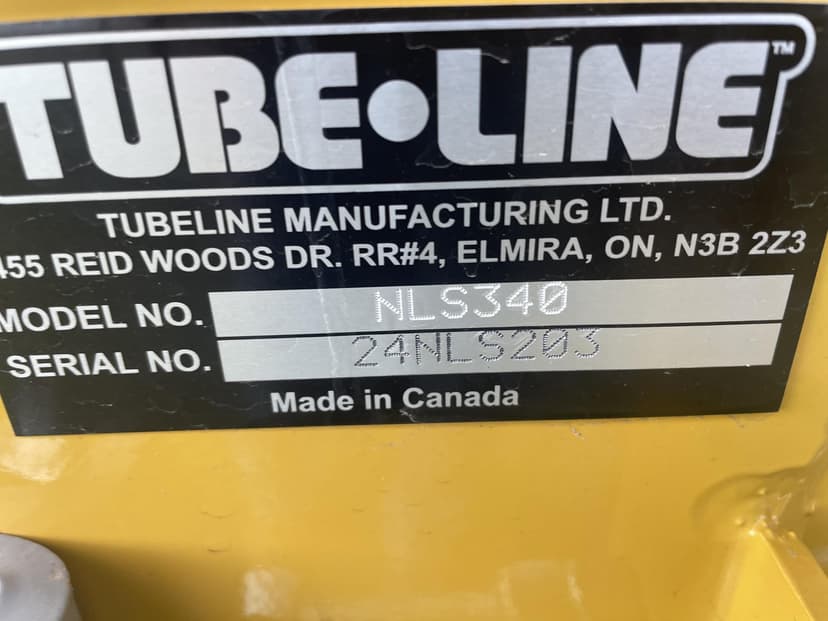 TUBE•LINE™
TUBELINE MANUFACTURING LTD.
455 REID WOODS DR. RR#4, ELMIRA, ON, N3B 2Z3
MODEL NO. NLS340
SERIAL NO. 24NLS203
Made in Canada